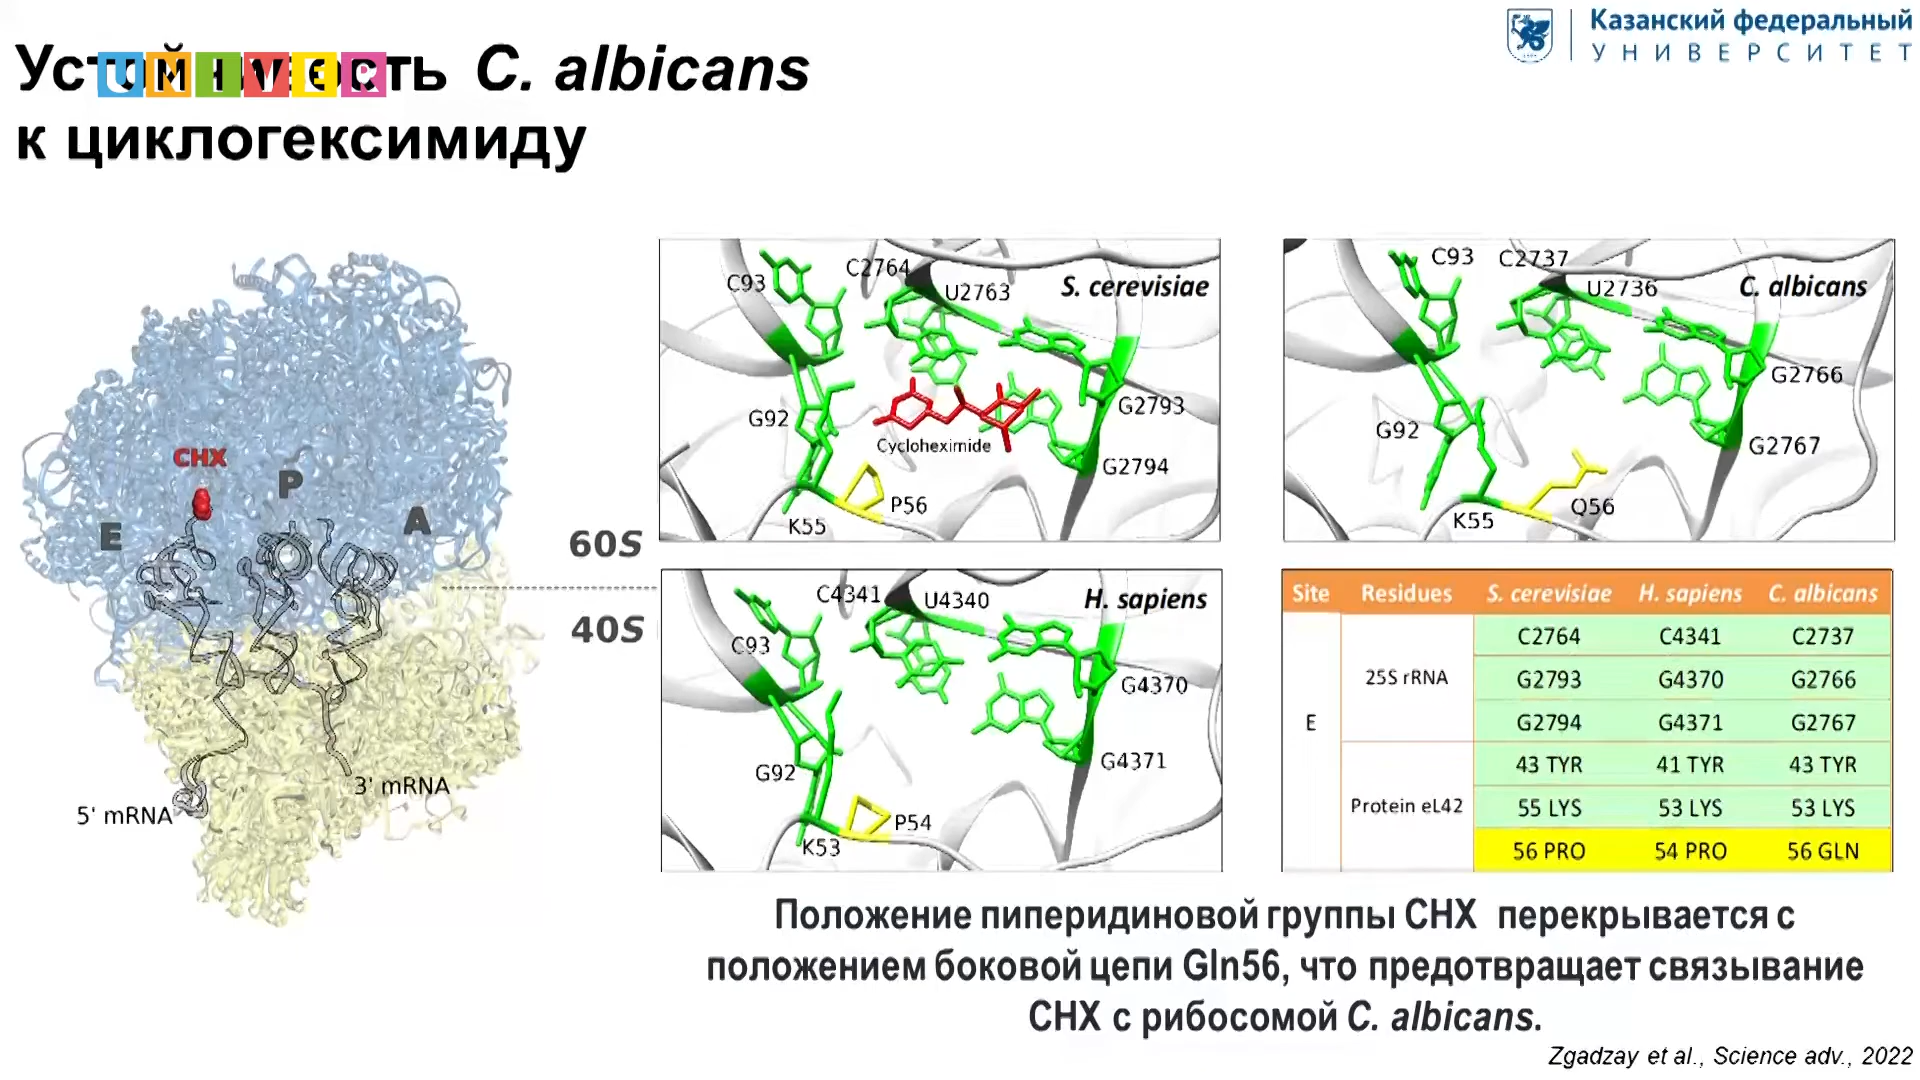 Казанский федеральный
УНИВЕРСИТЕТ
Устойчивость C. albicans
UNIVER
к циклогексимиду
CHX
P
E
A
60S
40S
5' mRNA
3' mRNA
C93
C2764
U2763
S. cerevisiae
G92
G2793
Cycloheximide
G2794
P56
K55
C93
C2737
U2736
C. albicans
G2766
G92
G2767
Q56
K55
C4341
U4340
H. sapiens
C93
G4370
G92
G4371
P54
K53
Site Residues S. cerevisiae H. sapiens C. albicans
E
25S rRNA
C2764 C4341 C2737
G2793 G4370 G2766
G2794 G4371 G2767
Protein eL42
43 TYR 41 TYR 43 TYR
55 LYS 53 LYS 53 LYS
56 PRO 54 PRO 56 GLN
Положение пиперидиновой группы CHX перекрывается с
положением боковой цепи Gln56, что предотвращает связывание
CHX с рибосомой C. albicans.
Zgadzay et al., Science adv., 2022